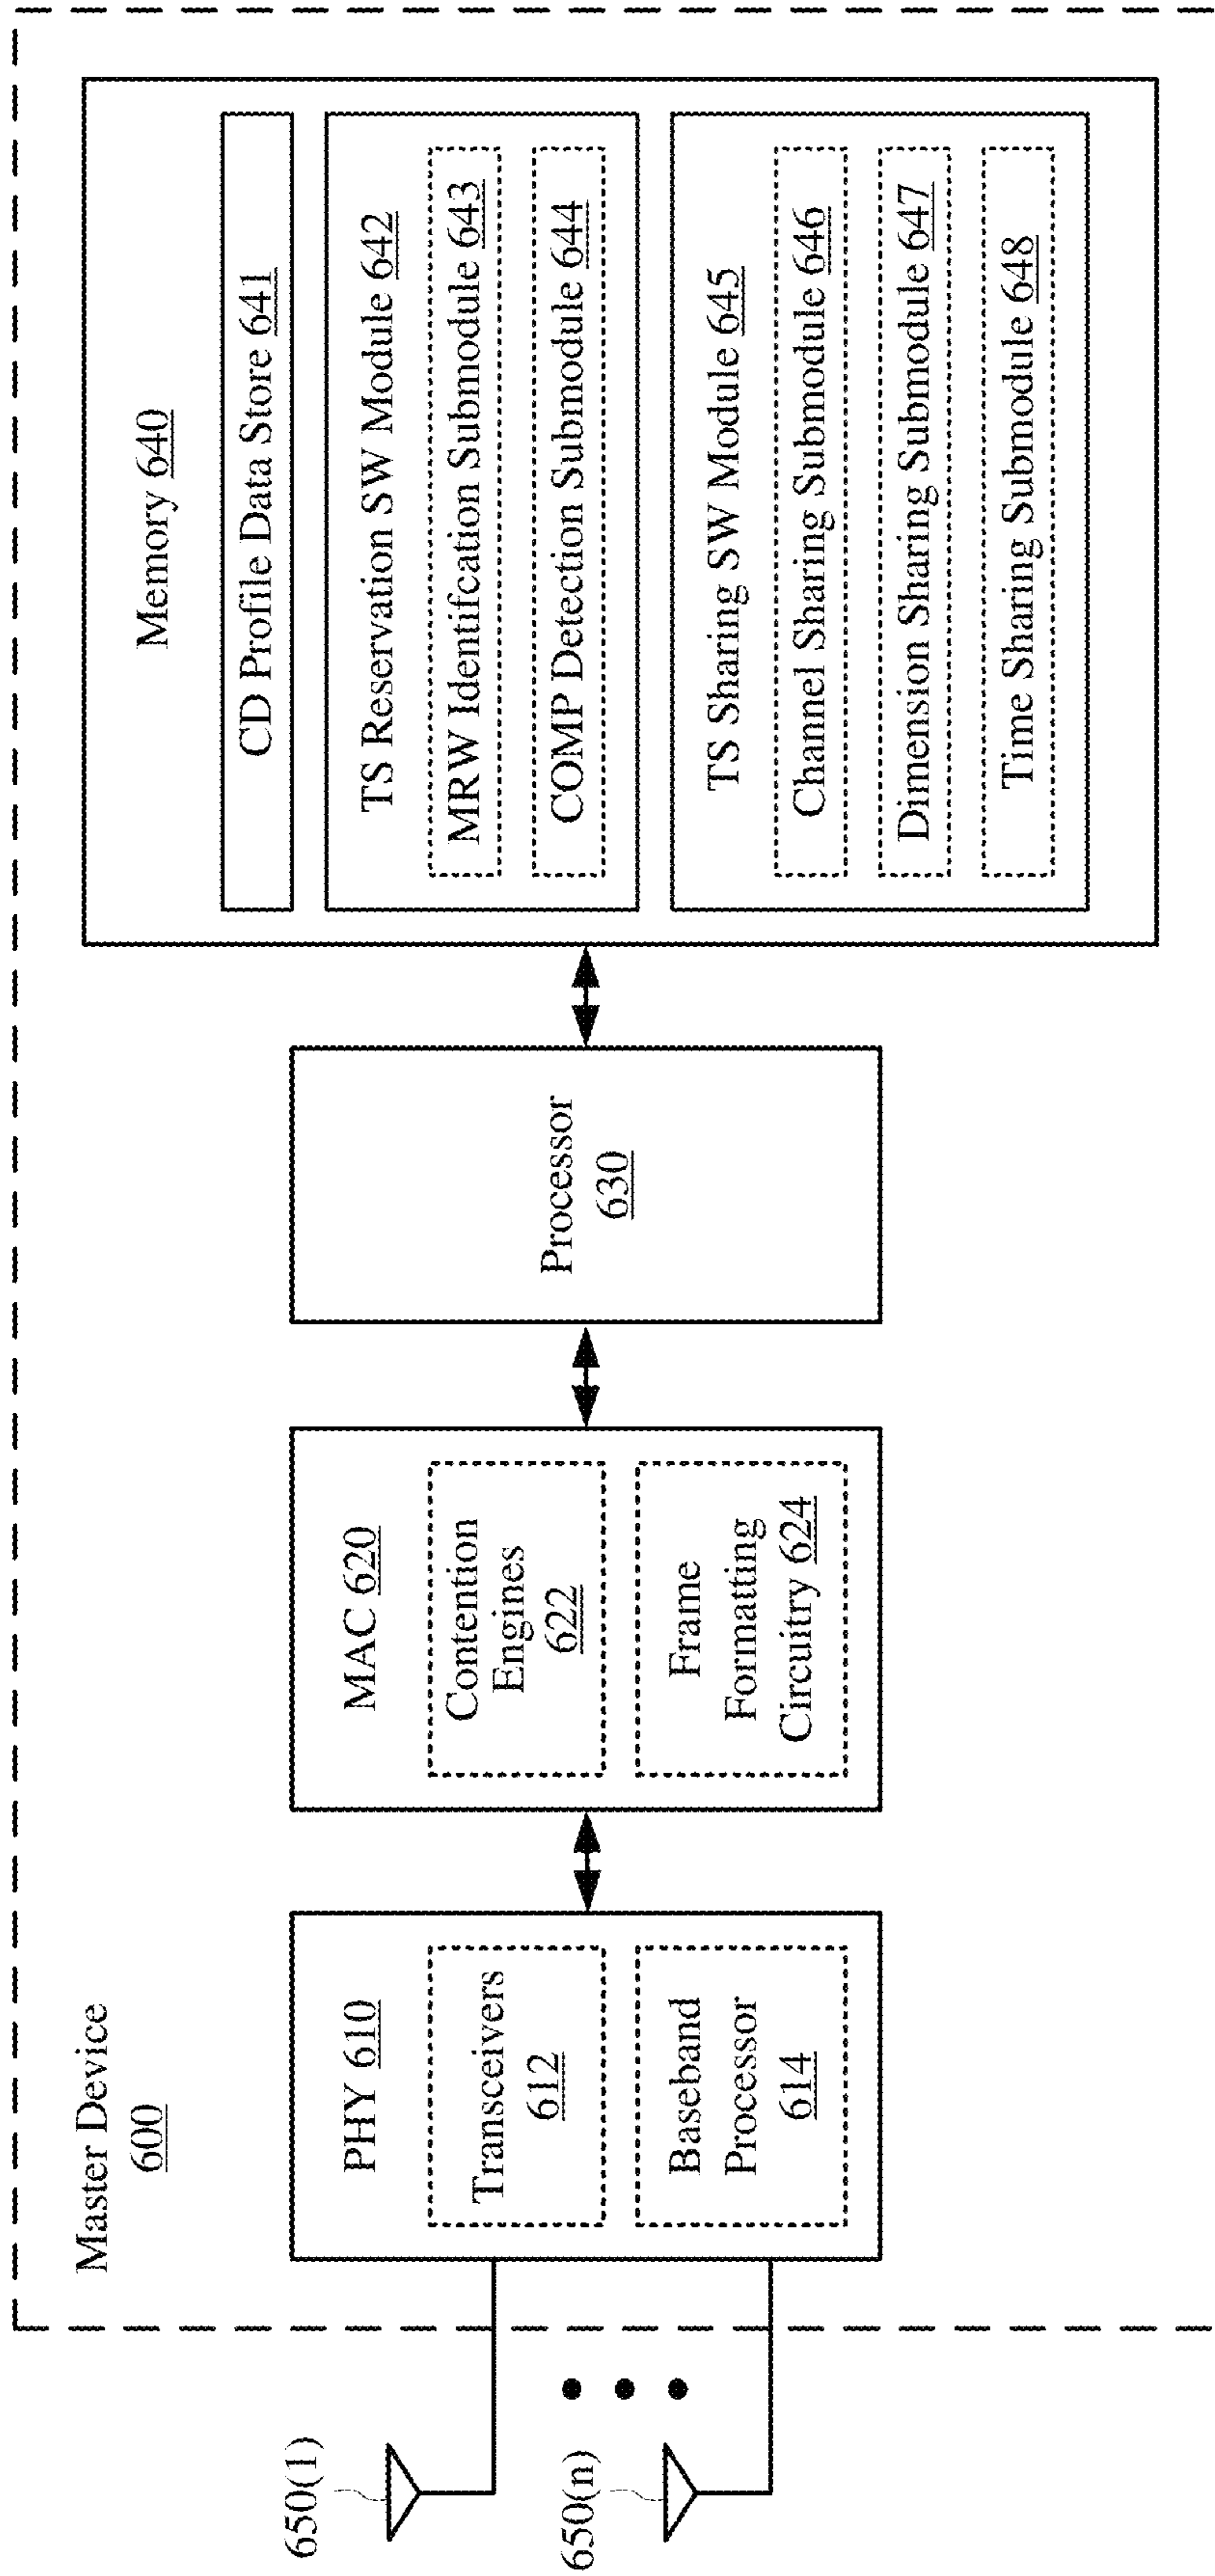 Master Device
600
650(1)
650(n)
PHY 610
Transceivers
612
Baseband
Processor
614
MAC 620
Contention
Engines
622
Frame
Formatting
Circuitry 624
Processor
630
Memory 640
CD Profile Data Store 641
TS Reservation SW Module 642
MRW Identifcation Submodule 643
COMP Detection Submodule 644
TS Sharing SW Module 645
Channel Sharing Submodule 646
Dimension Sharing Submodule 647
Time Sharing Submodule 648